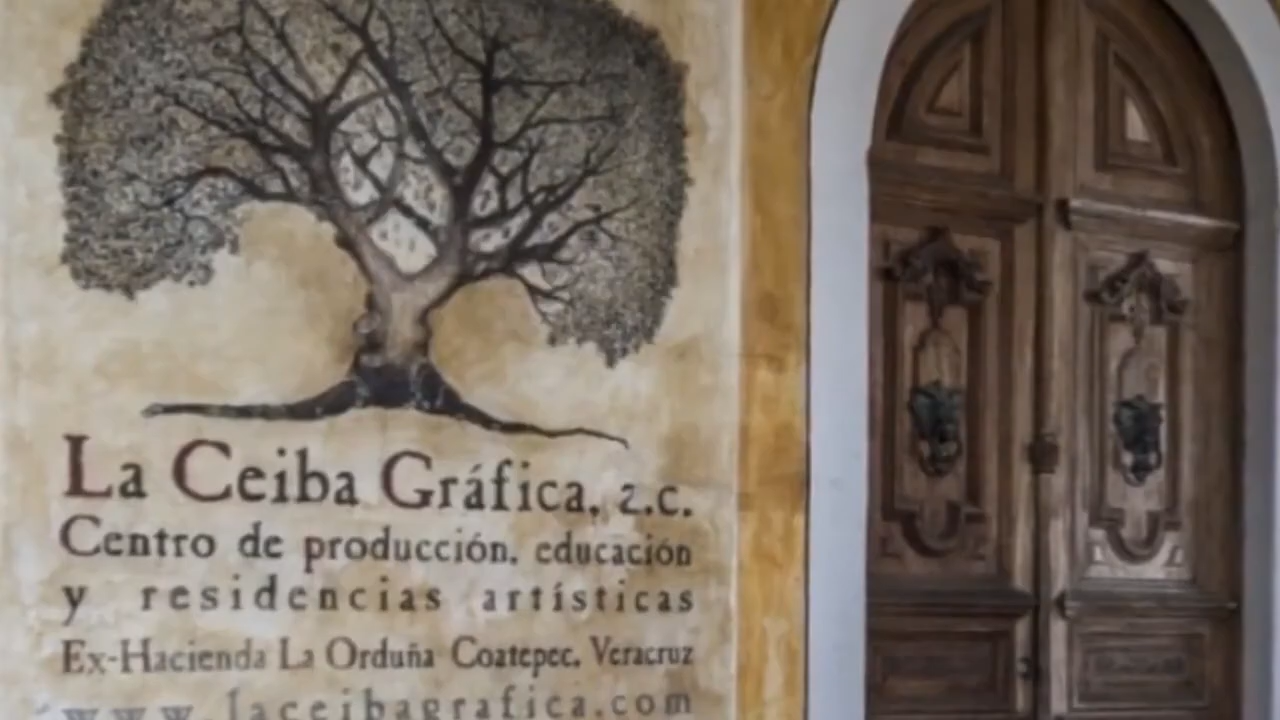 La Ceiba Gráfica, z.c.
Centro de producción, educación
y residencias artísticas
Ex-Hacienda La Orduña Coatepec, Veracruz
www.laceibagrafica.com